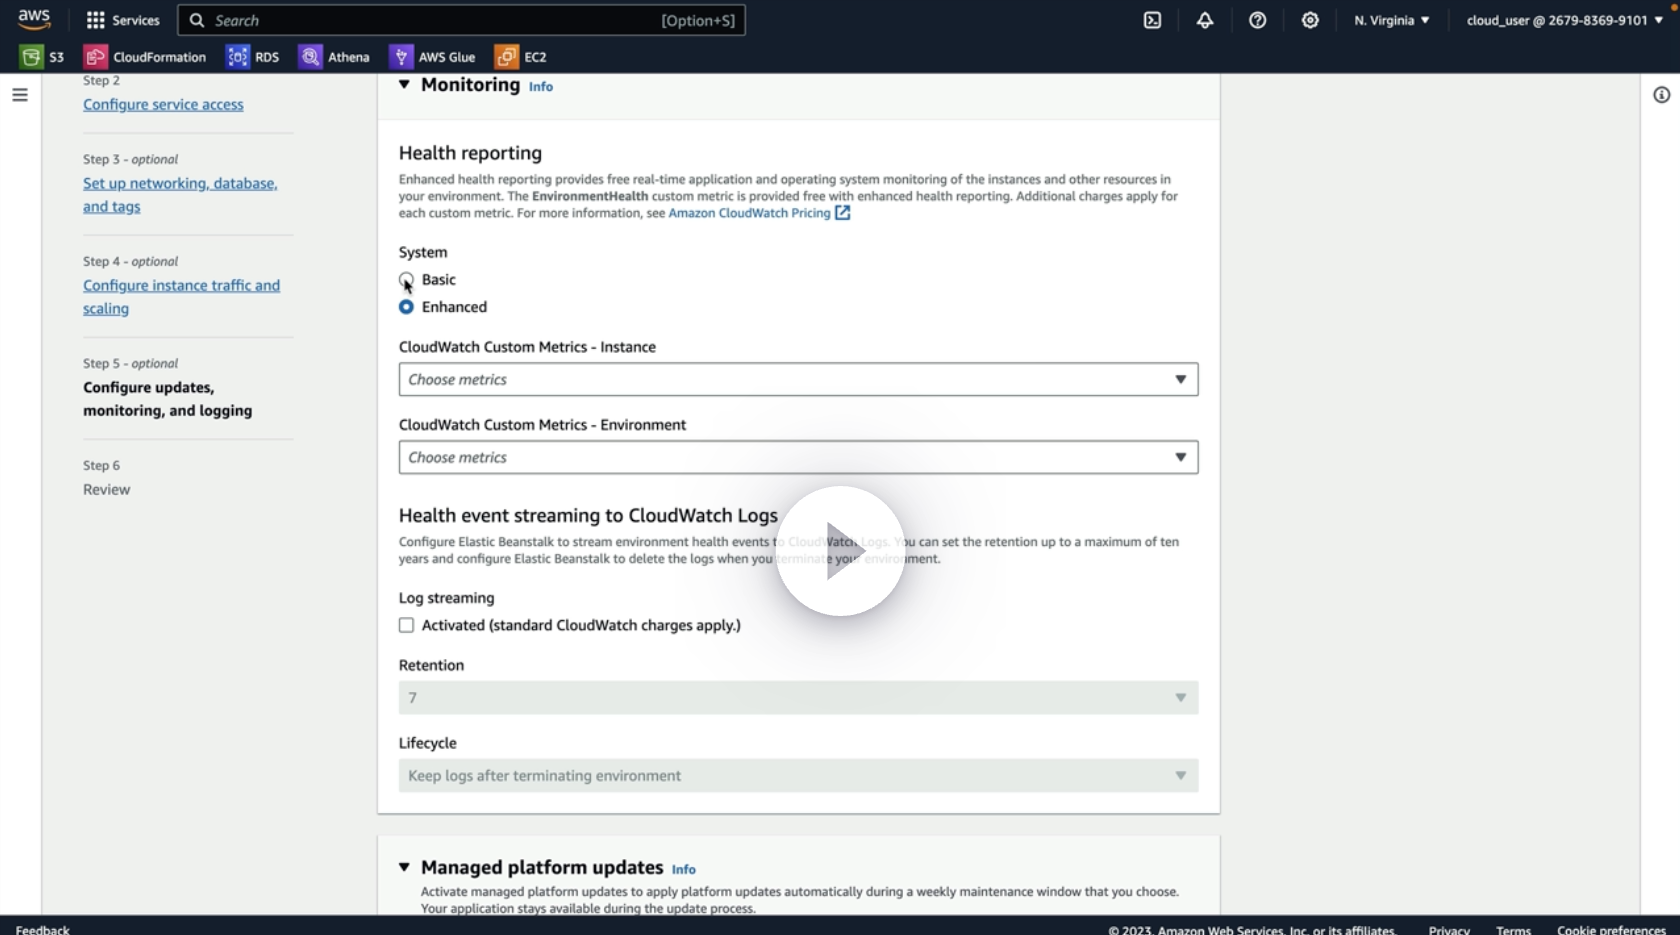 aws
Services
Search
[Option+S]
N. Virginia
cloud_user @ 2679-8369-9101
S3
CloudFormation
RDS
Athena
AWS Glue
EC2
Step 2
Configure service access
Step 3 - optional
Set up networking, database,
and tags
Step 4 - optional
Configure instance traffic and
scaling
Step 5 - optional
Configure updates,
monitoring, and logging
Step 6
Review
Monitoring Info
Health reporting
Enhanced health reporting provides free real-time application and operating system monitoring of the instances and other resources in
your environment. The EnvironmentHealth custom metric is provided free with enhanced health reporting. Additional charges apply for
each custom metric. For more information, see Amazon CloudWatch Pricing
System
Basic
Enhanced
CloudWatch Custom Metrics - Instance
Choose metrics
CloudWatch Custom Metrics - Environment
Choose metrics
Health event streaming to CloudWatch Logs
Configure Elastic Beanstalk to stream environment health events to CloudWatch Logs. You can set the retention up to a maximum of ten
years and configure Elastic Beanstalk to delete the logs when you terminate your environment.
Log streaming
Activated (standard CloudWatch charges apply.)
Retention
7
Lifecycle
Keep logs after terminating environment
Managed platform updates Info
Activate managed platform updates to apply platform updates automatically during a weekly maintenance window that you choose.
Your application stays available during the update process.
Feedback
© 2023, Amazon Web Services, Inc. or its affiliates.
Privacy
Terms
Cookie preferences